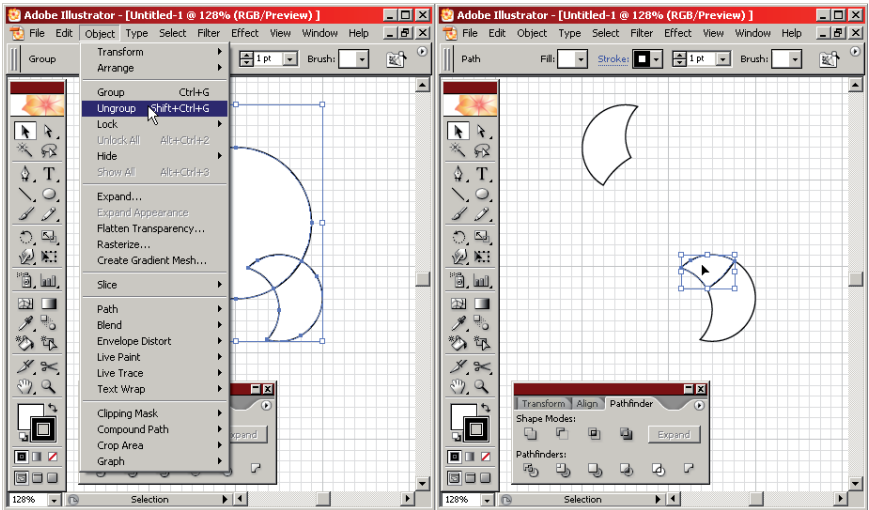 Adobe Illustrator - [Untitled-1 @ 128% (RGB/Preview) ]
File Edit Object Type Select Filter Effect View Window Help
Group 1 pt Brush:
Transform
Arrange
Group Ctrl+G
Ungroup Shift+Ctrl+G
Lock
Unlock All Alt+Ctrl+2
Hide
Show All Alt+Ctrl+3
Expand...
Expand Appearance
Flatten Transparency...
Rasterize...
Create Gradient Mesh...
Slice
Path
Blend
Envelope Distort
Live Paint
Live Trace
Text Wrap
Clipping Mask
Compound Path
Crop Area
Graph
xpand
128% Selection
Adobe Illustrator - [Untitled-1 @ 128% (RGB/Preview) ]
File Edit Object Type Select Filter Effect View Window Help
Path Fill: Stroke: 1 pt Brush:
Transform Align Pathfinder
Shape Modes:
Expand
Pathfinders:
128% Selection